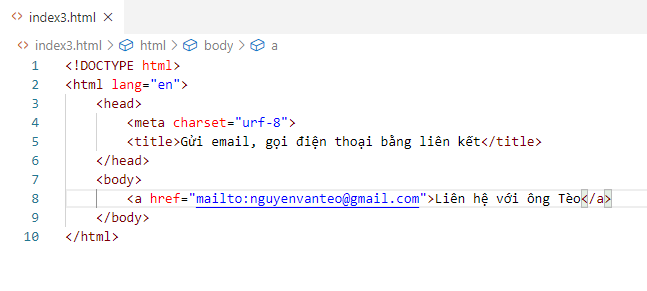 index3.html
index3.html > html > body > a
1 <!DOCTYPE html>
2 <html lang="en">
3 <head>
4 <meta charset="urf-8">
5 <title>Gửi email, gọi điện thoại bằng liên kết</title>
6 </head>
7 <body>
8 <a href="mailto:nguyenvanteo@gmail.com">Liên hệ với ông Tèo</a>
9 </body>
10 </html>